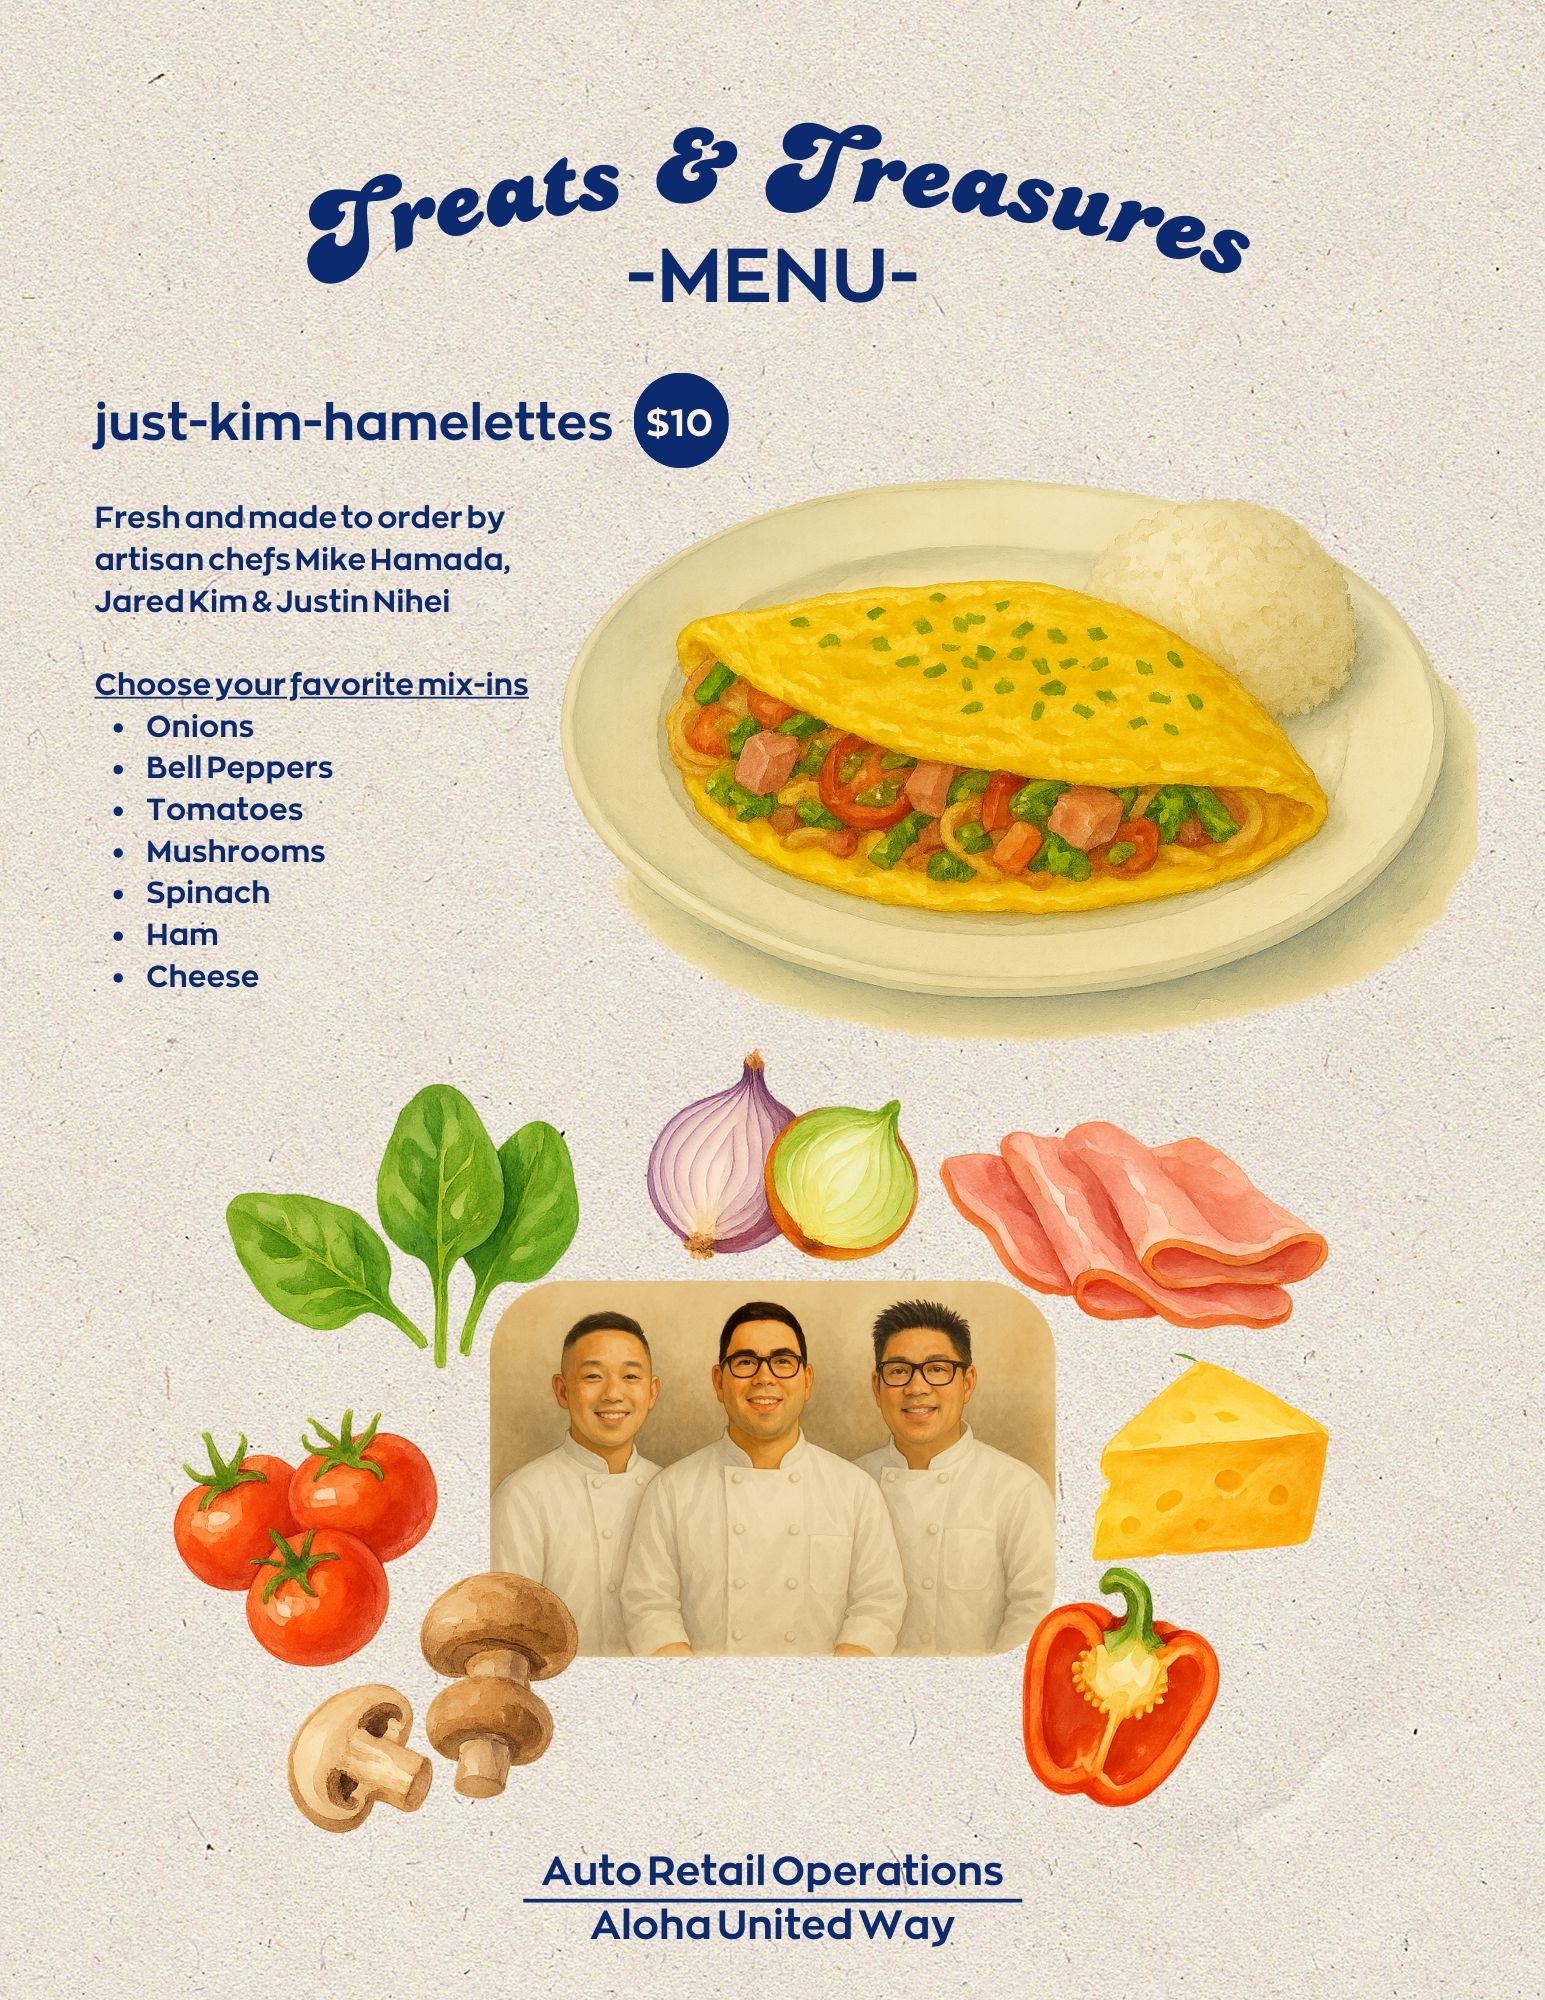 Treats & Treasures
-MENU-
just-kim-hamelettes $10
Fresh and made to order by
artisan chefs Mike Hamada,
Jared Kim & Justin Nihei
Choose your favorite mix-ins
• Onions
• Bell Peppers
• Tomatoes
• Mushrooms
• Spinach
• Ham
• Cheese
Auto Retail Operations
Aloha United Way